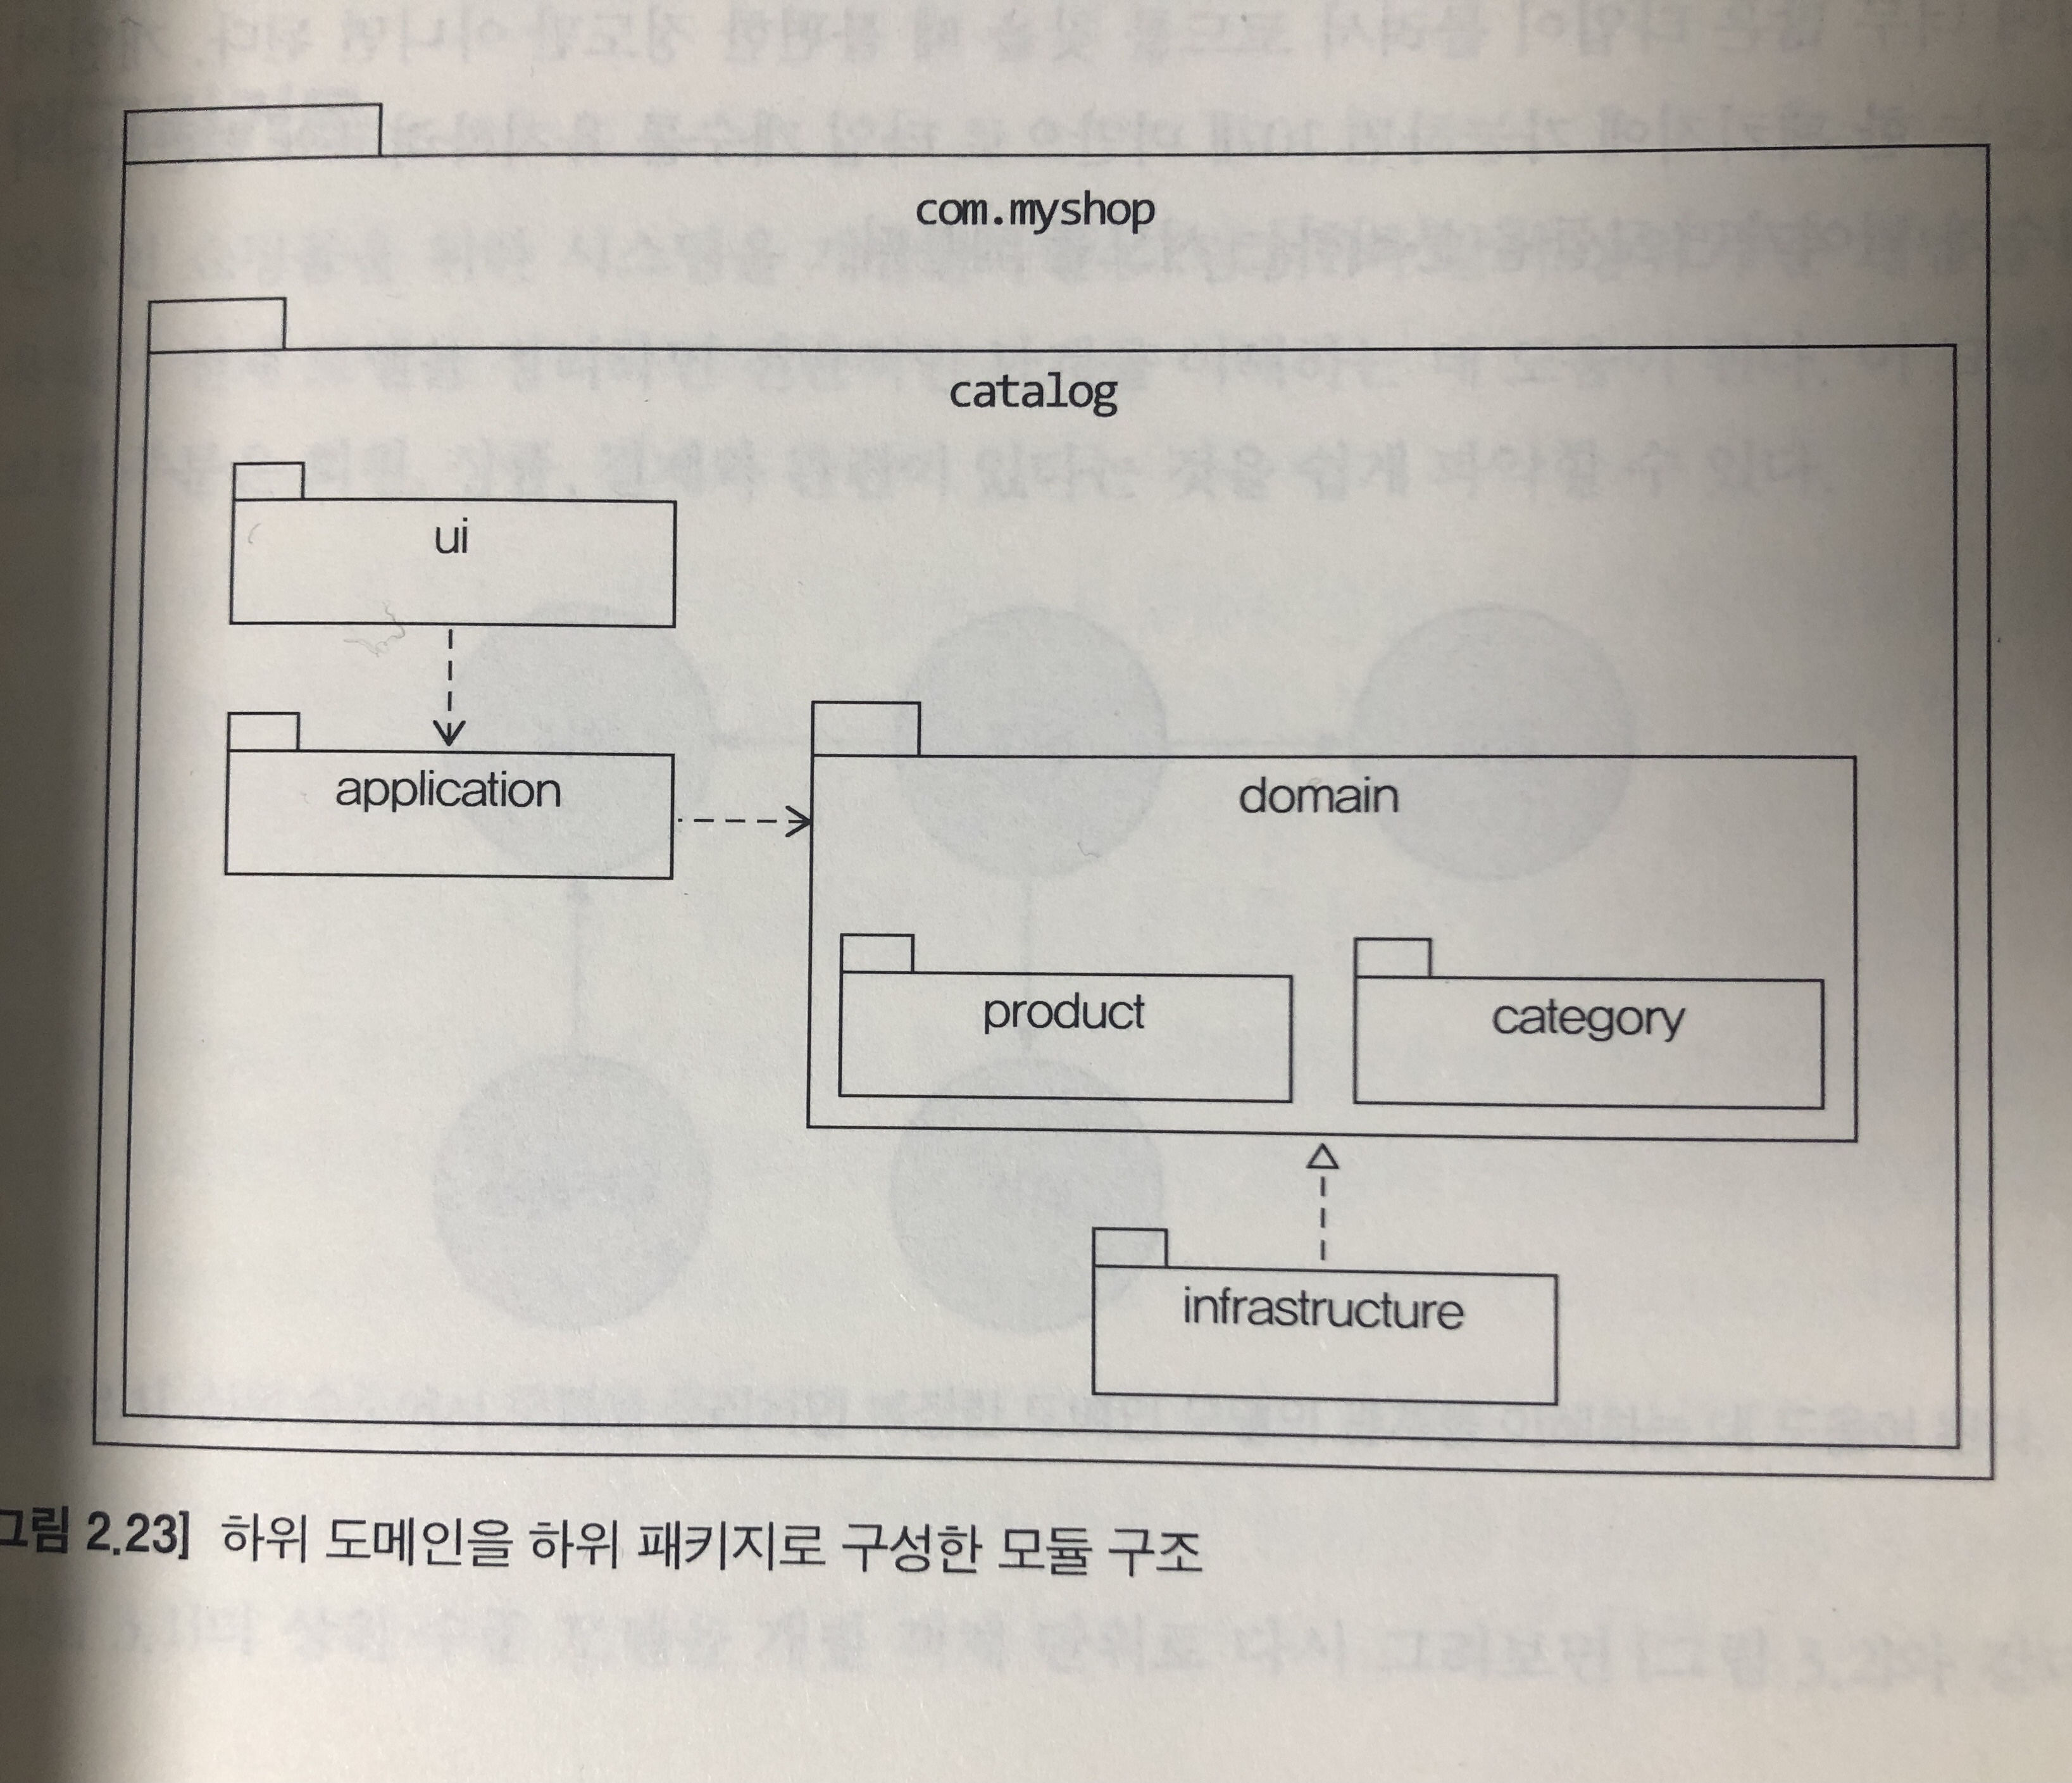 com.myshop
catalog
ui
application
domain
product
category
infrastructure
그림 2.23] 하위 도메인을 하위 패키지로 구성한 모듈 구조